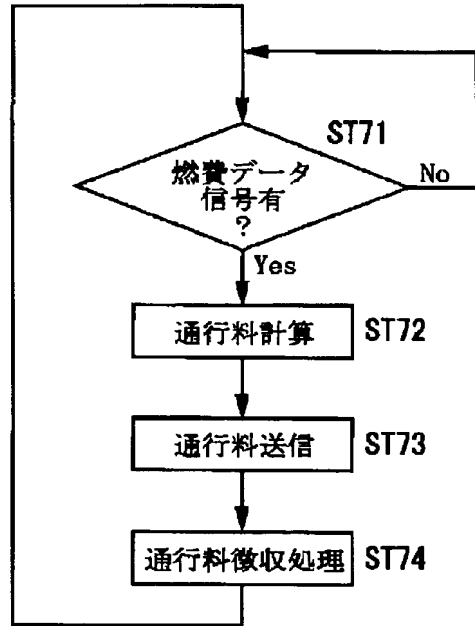 ST71
燃費データ
信号有
?
No
Yes
通行料計算 ST72
通行料送信 ST73
通行料徴収処理 ST74